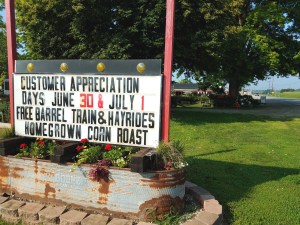 CUSTOMER APPRECIATION
DAYS JUNE 30 & JULY 1
FREE BARREL TRAIN & HAYRIDES
HOMEGROWN CORN ROAST